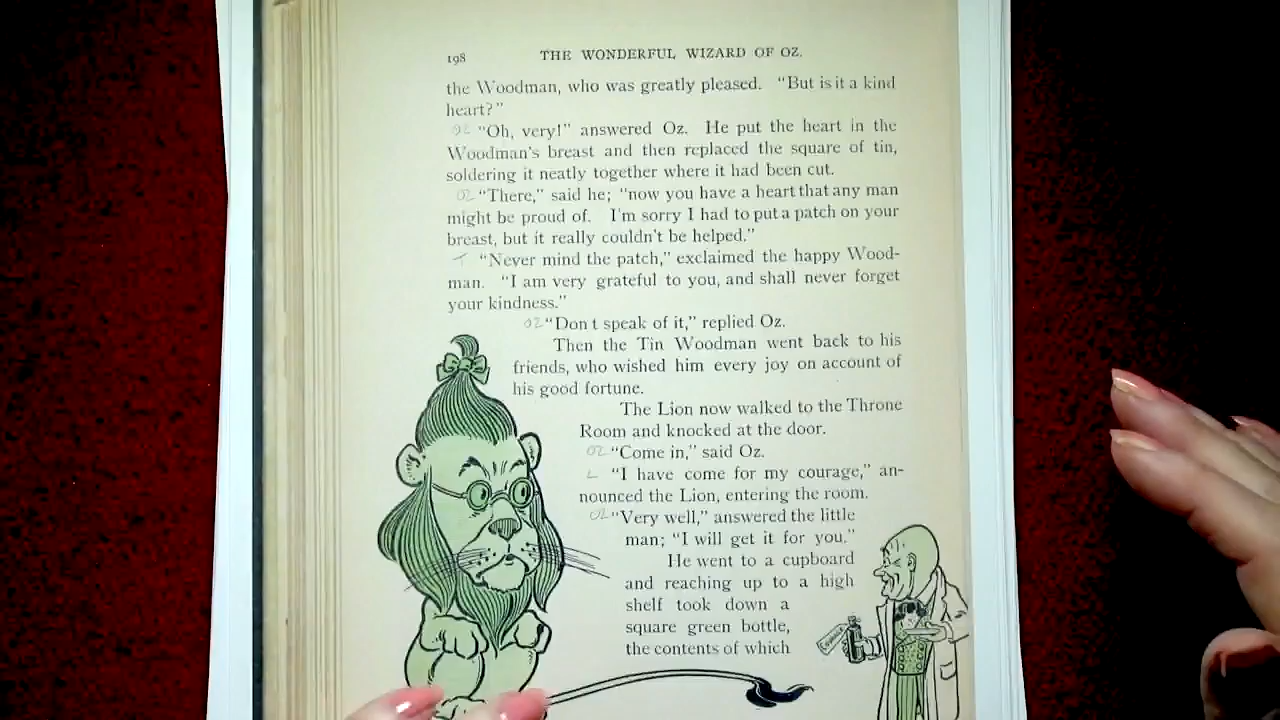 198 THE WONDERFUL WIZARD OF OZ.
the Woodman, who was greatly pleased. "But is it a kind
heart?"
OZ "Oh, very!" answered Oz. He put the heart in the
Woodman's breast and then replaced the square of tin,
soldering it neatly together where it had been cut.
OZ "There," said he; "now you have a heart that any man
might be proud of. I'm sorry I had to put a patch on your
breast, but it really couldn't be helped."
T "Never mind the patch," exclaimed the happy Wood-
man. "I am very grateful to you, and shall never forget
your kindness."
OZ "Don t speak of it," replied Oz.
Then the Tin Woodman went back to his
friends, who wished him every joy on account of
his good fortune.
The Lion now walked to the Throne
Room and knocked at the door.
OZ "Come in," said Oz.
L "I have come for my courage," an-
nounced the Lion, entering the room.
OZ "Very well," answered the little
man; "I will get it for you."
He went to a cupboard
and reaching up to a high
shelf took down a
square green bottle,
the contents of which